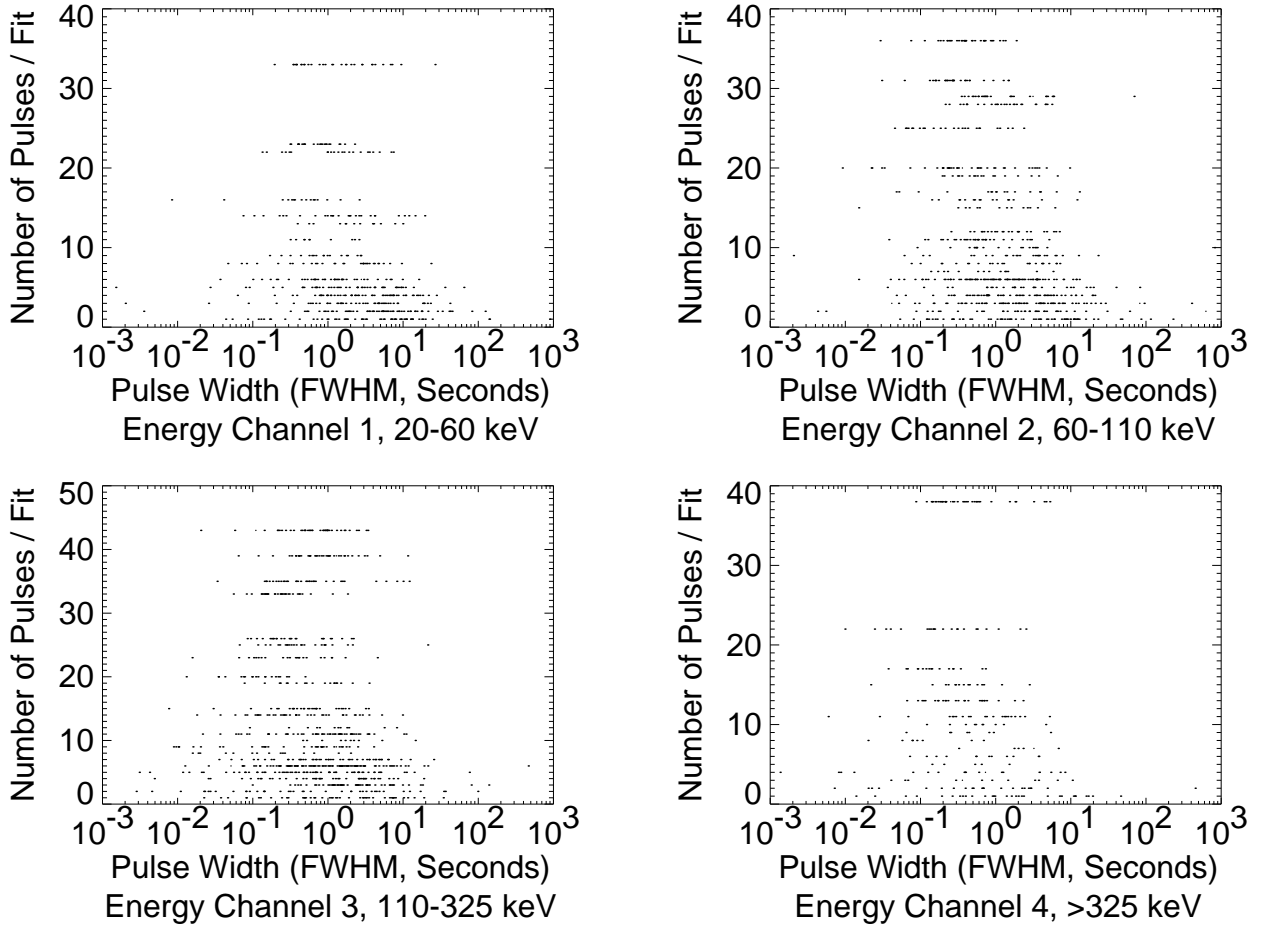 Number of Pulses / Fit
40
30
20
10
0
10^-3 10^-2 10^-1 10^0 10^1 10^2 10^3
Pulse Width (FWHM, Seconds)
Energy Channel 1, 20-60 keV
Number of Pulses / Fit
40
30
20
10
0
10^-3 10^-2 10^-1 10^0 10^1 10^2 10^3
Pulse Width (FWHM, Seconds)
Energy Channel 2, 60-110 keV
Number of Pulses / Fit
50
40
30
20
10
0
10^-3 10^-2 10^-1 10^0 10^1 10^2 10^3
Pulse Width (FWHM, Seconds)
Energy Channel 3, 110-325 keV
Number of Pulses / Fit
40
30
20
10
0
10^-3 10^-2 10^-1 10^0 10^1 10^2 10^3
Pulse Width (FWHM, Seconds)
Energy Channel 4, >325 keV